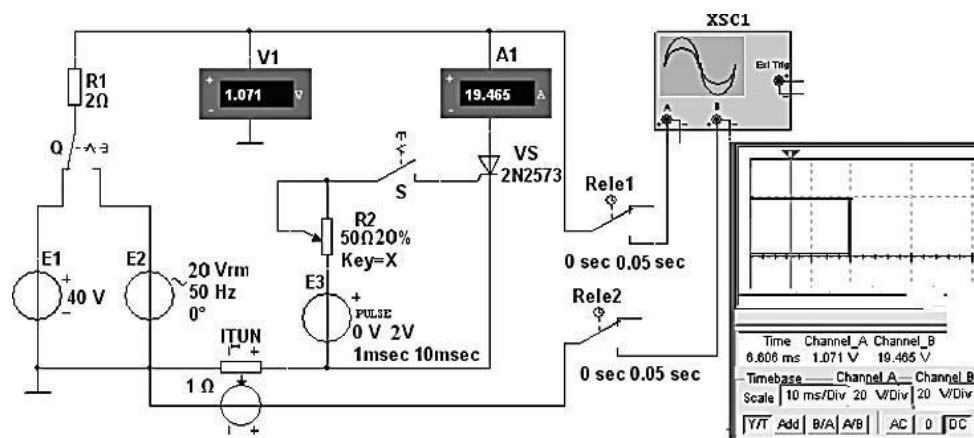 XSC1
V1
A1
Ext Trig
R1
2Ω
1.071 V
19.465 A
A B
Q
VS
2N2573
S
Rele1
R2
50Ω20%
Key=X
0 sec 0.05 sec
Rele2
E1
40 V
E2
20 Vrm
50 Hz
0°
E3
PULSE
0 V 2V
1msec 10msec
ITUN
1 Ω
0 sec 0.05 sec
Time Channel_A Channel_B
6.606 ms 1.071 V 19.465 V
Timebase Channel A Channel B
Scale 10 ms/Div 20 V/Div 20 V/Div
Y/T Add B/A A/B AC 0 DC